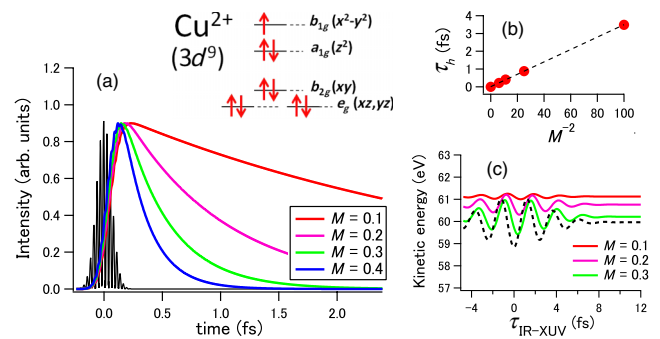 Cu2+
(3d9)
b1g(x2-y2)
a1g(z2)
b2g(xy)
eg(xz,yz)
(a)
Intensity (arb. units)
1.2
0.9
0.6
0.3
0.0
M = 0.1
M = 0.2
M = 0.3
M = 0.4
0.0 0.5 1.0 1.5 2.0
time (fs)
(b)
τh (fs)
4
3
2
1
0
0 20 40 60 80 100
M−2
(c)
Kinetic energy (eV)
63
62
61
60
59
58
57
M = 0.1
M = 0.2
M = 0.3
-4 0 4 8 12
τIR−XUV (fs)